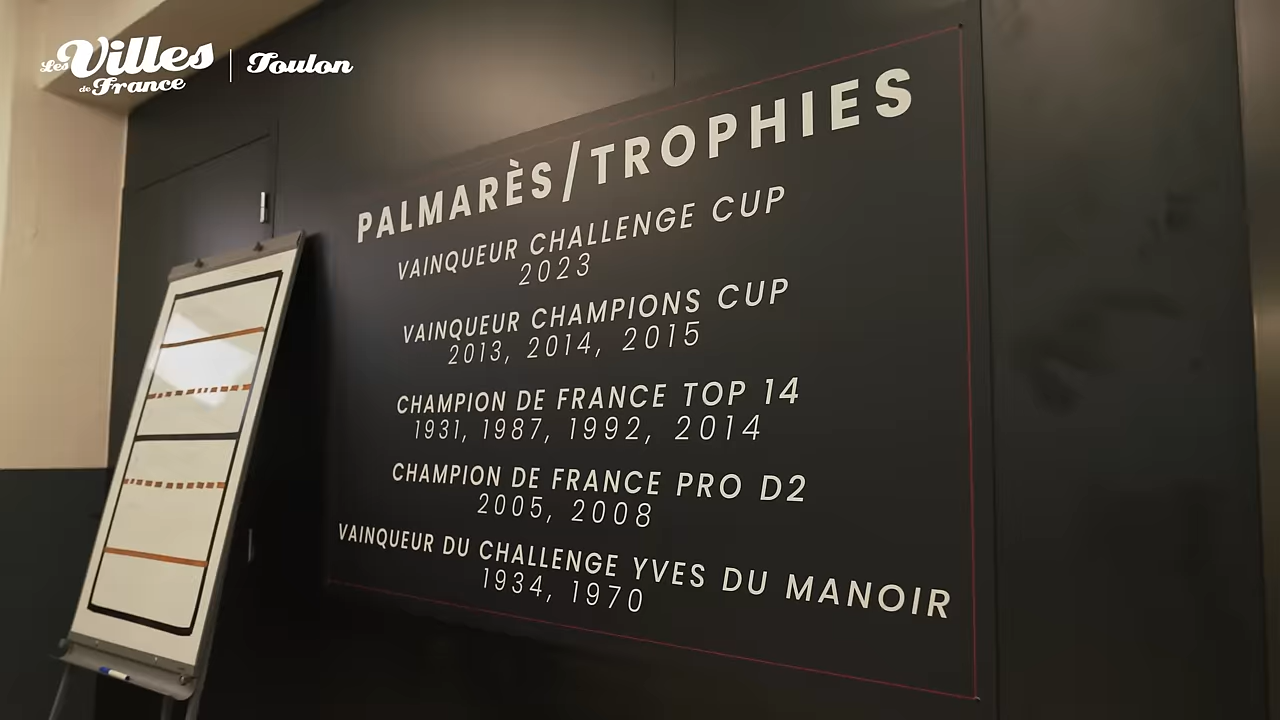 Les Villes de France | Toulon
PALMARÈS/TROPHIES
VAINQUEUR CHALLENGE CUP
2023
VAINQUEUR CHAMPIONS CUP
2013, 2014, 2015
CHAMPION DE FRANCE TOP 14
1931, 1987, 1992, 2014
CHAMPION DE FRANCE PRO D2
2005, 2008
VAINQUEUR DU CHALLENGE YVES DU MANOIR
1934, 1970